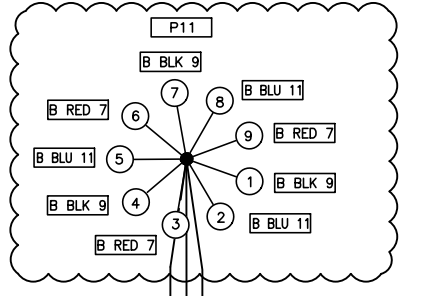 P11
B BLK 9
7
8
B BLU 11
B RED 7
6
9
B RED 7
B BLU 11
5
1
B BLK 9
B BLK 9
4
3
2
B BLU 11
B RED 7